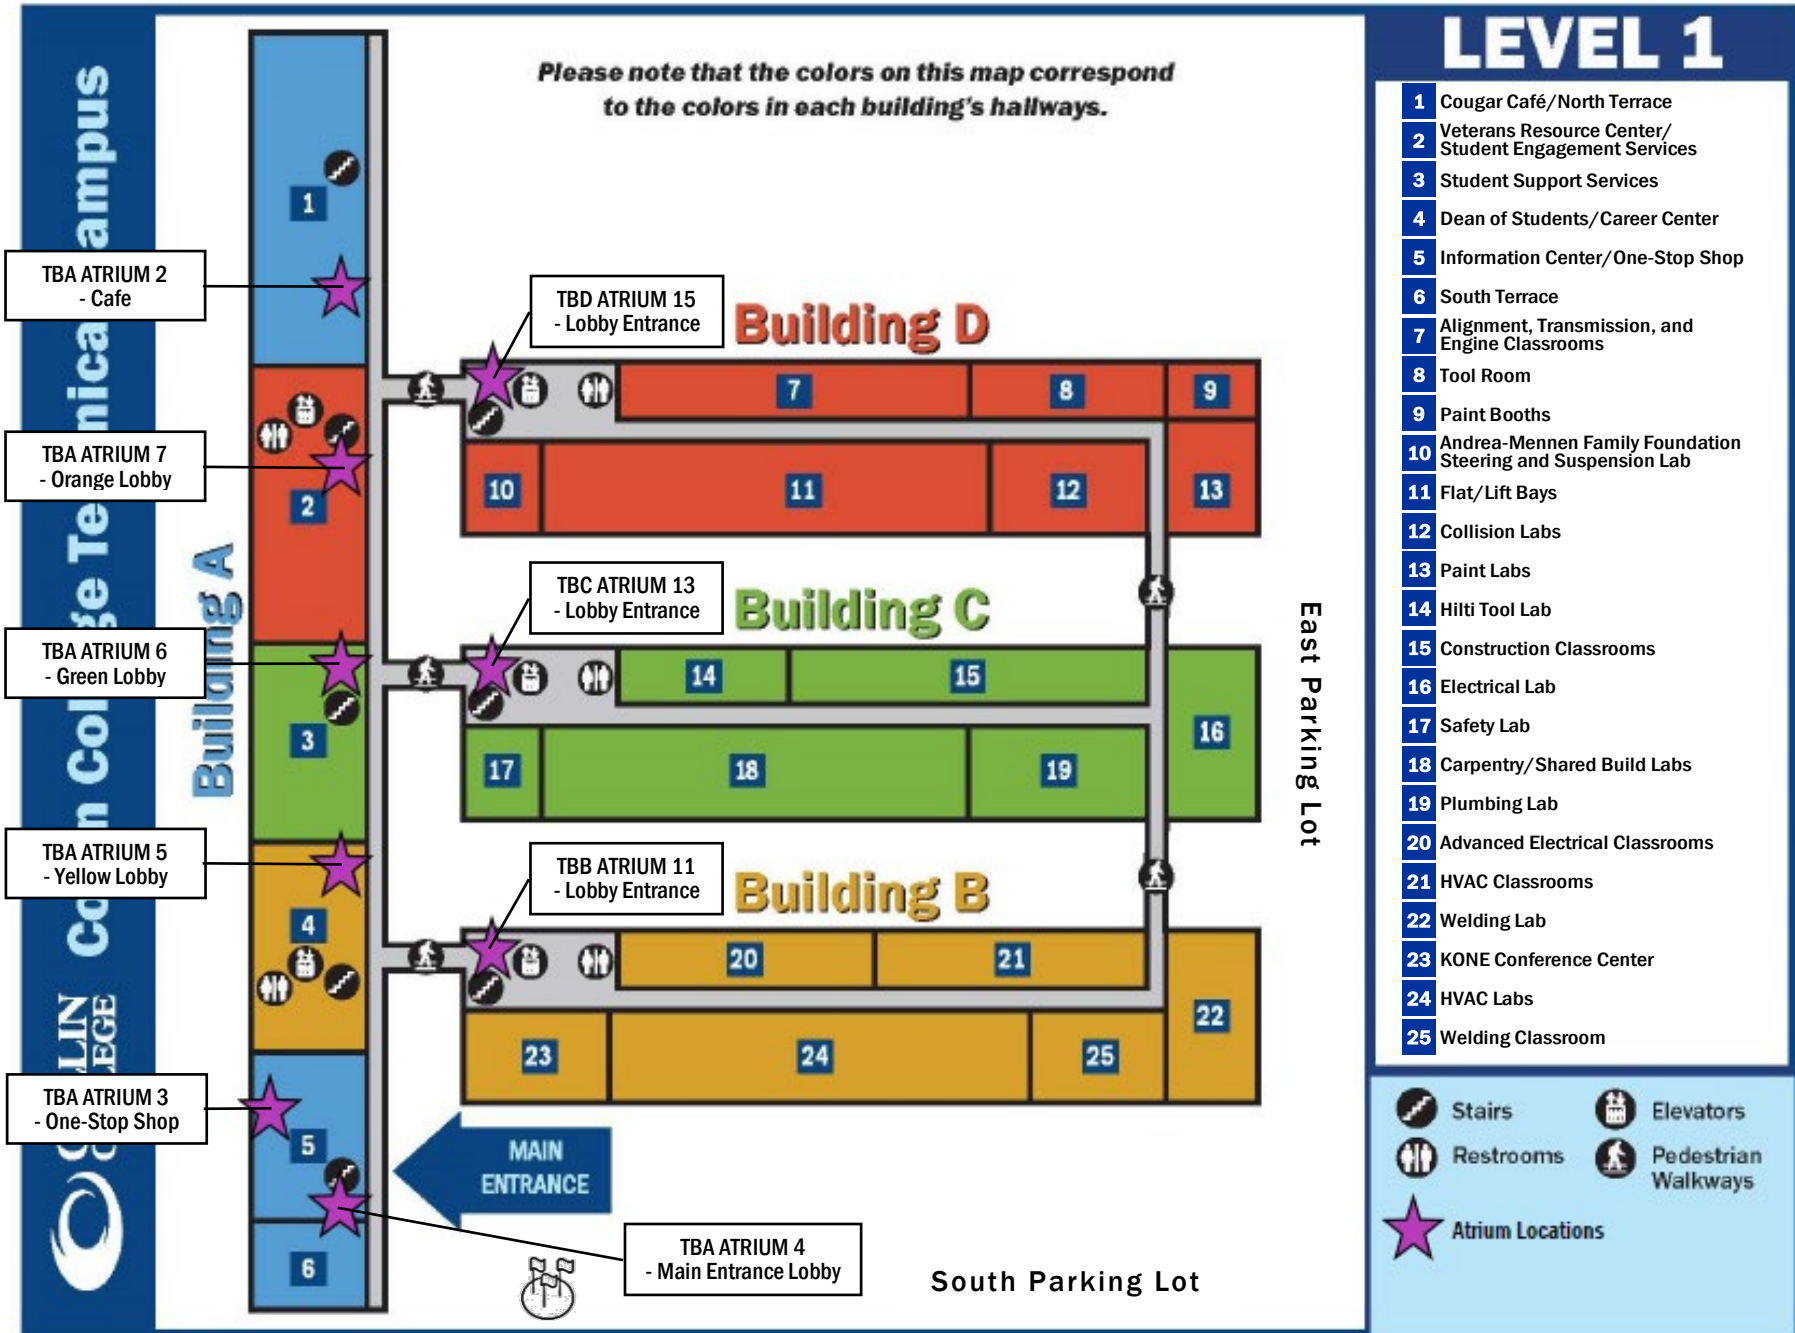 Please note that the colors on this map correspond
to the colors in each building's hallways.
LEVEL 1
1 Cougar Café/North Terrace
2 Veterans Resource Center/
Student Engagement Services
3 Student Support Services
4 Dean of Students/Career Center
5 Information Center/One-Stop Shop
6 South Terrace
7 Alignment, Transmission, and
Engine Classrooms
8 Tool Room
9 Paint Booths
10 Andrea-Mennen Family Foundation
Steering and Suspension Lab
11 Flat/Lift Bays
12 Collision Labs
13 Paint Labs
14 Hilti Tool Lab
15 Construction Classrooms
16 Electrical Lab
17 Safety Lab
18 Carpentry/Shared Build Labs
19 Plumbing Lab
20 Advanced Electrical Classrooms
21 HVAC Classrooms
22 Welding Lab
23 KONE Conference Center
24 HVAC Labs
25 Welding Classroom
Stairs
Elevators
Restrooms
Pedestrian
Walkways
Atrium Locations
TBA ATRIUM 2
- Cafe
TBA ATRIUM 7
- Orange Lobby
TBA ATRIUM 6
- Green Lobby
TBA ATRIUM 5
- Yellow Lobby
TBA ATRIUM 3
- One-Stop Shop
TBA ATRIUM 4
- Main Entrance Lobby
TBD ATRIUM 15
- Lobby Entrance
TBC ATRIUM 13
- Lobby Entrance
TBB ATRIUM 11
- Lobby Entrance
Building A
1
2
3
4
5
6
Building D
7
8
9
10
11
12
13
Building C
14
15
16
17
18
19
Building B
20
21
22
23
24
25
MAIN
ENTRANCE
East Parking Lot
South Parking Lot